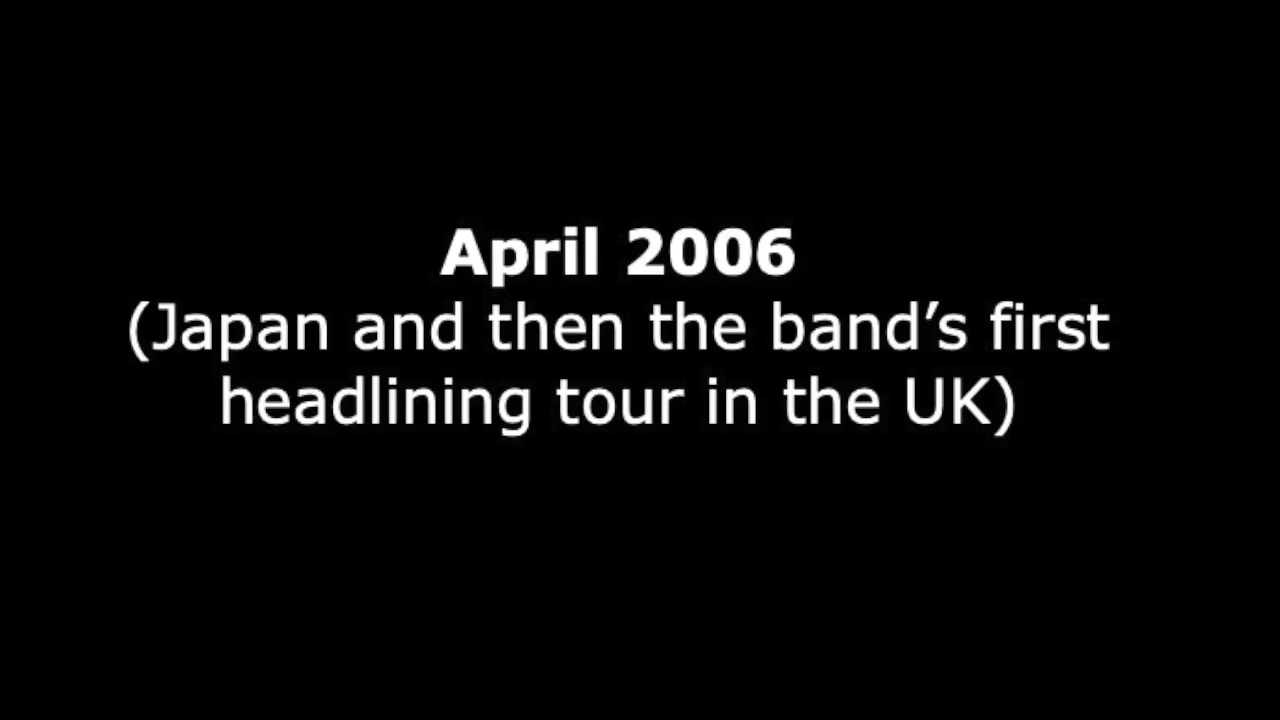 April 2006
(Japan and then the band’s first
headlining tour in the UK)